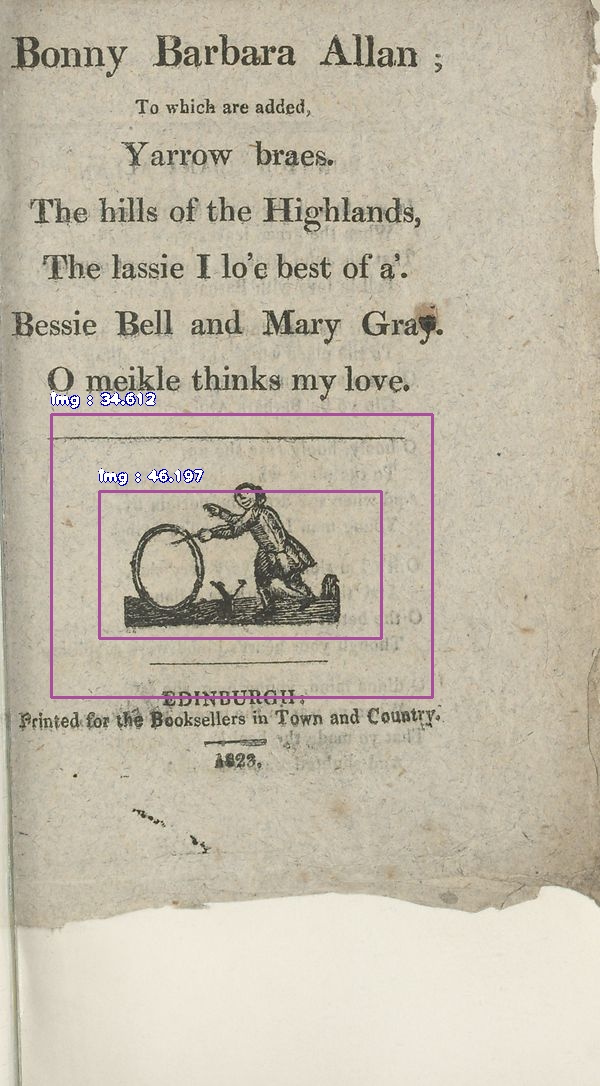 Bonny Barbara Allan ;
To which are added,
Yarrow braes.
The hills of the Highlands,
The lassie I lo'e best of a'.
Bessie Bell and Mary Gray.
O meikle thinks my love.
img : 34.612
img : 46.197
EDINBURGH:
Printed for the Booksellers in Town and Country.
1823.